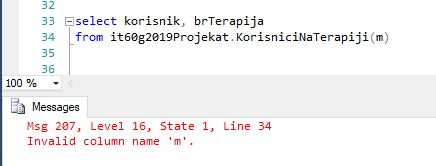 32
33 select korisnik, brTerapija
34 from it60g2019Projekat.KorisniciNaTerapiji(m)
35
36
100 %
Messages
Msg 207, Level 16, State 1, Line 34
Invalid column name 'm'.